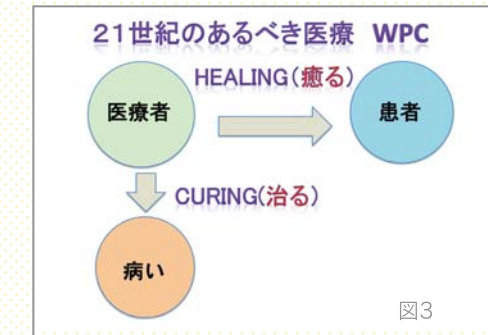 21世紀のあるべき医療 WPC
HEALING(癒る)
医療者
患者
CURING(治る)
病い
図3